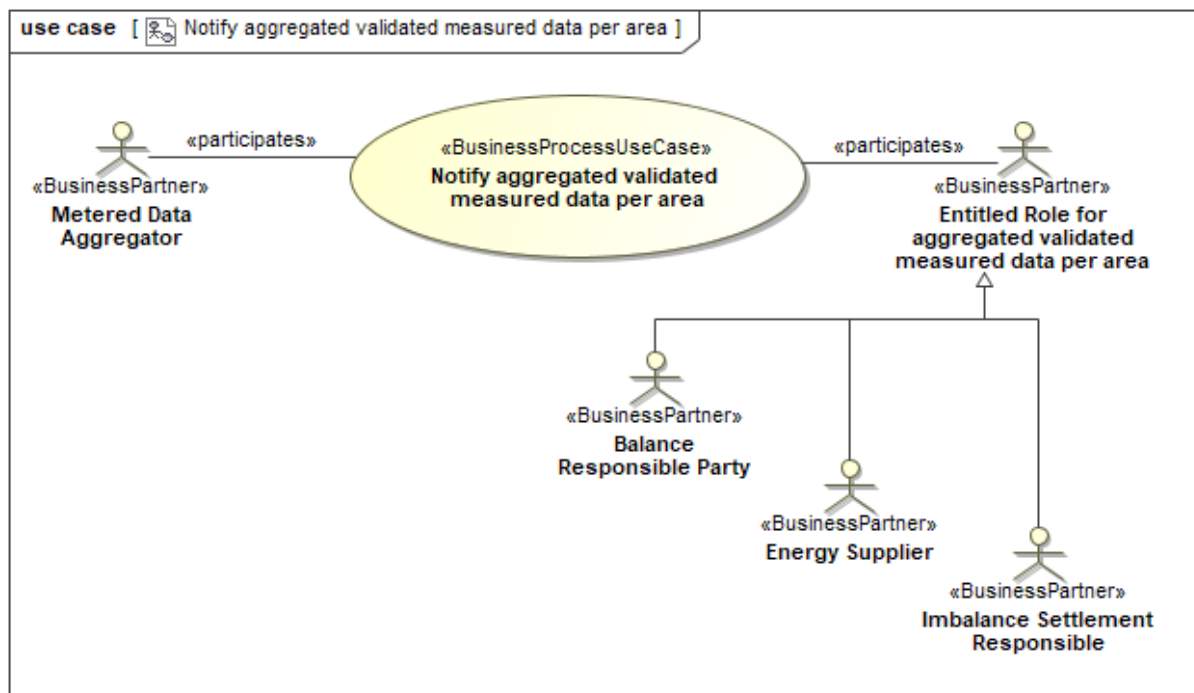 use case [ Notify aggregated validated measured data per area ]
«participates»
«BusinessProcessUseCase»
Notify aggregated validated
measured data per area
«participates»
«BusinessPartner»
Metered Data
Aggregator
«BusinessPartner»
Entitled Role for
aggregated validated
measured data per area
«BusinessPartner»
Balance
Responsible Party
«BusinessPartner»
Energy Supplier
«BusinessPartner»
Imbalance Settlement
Responsible